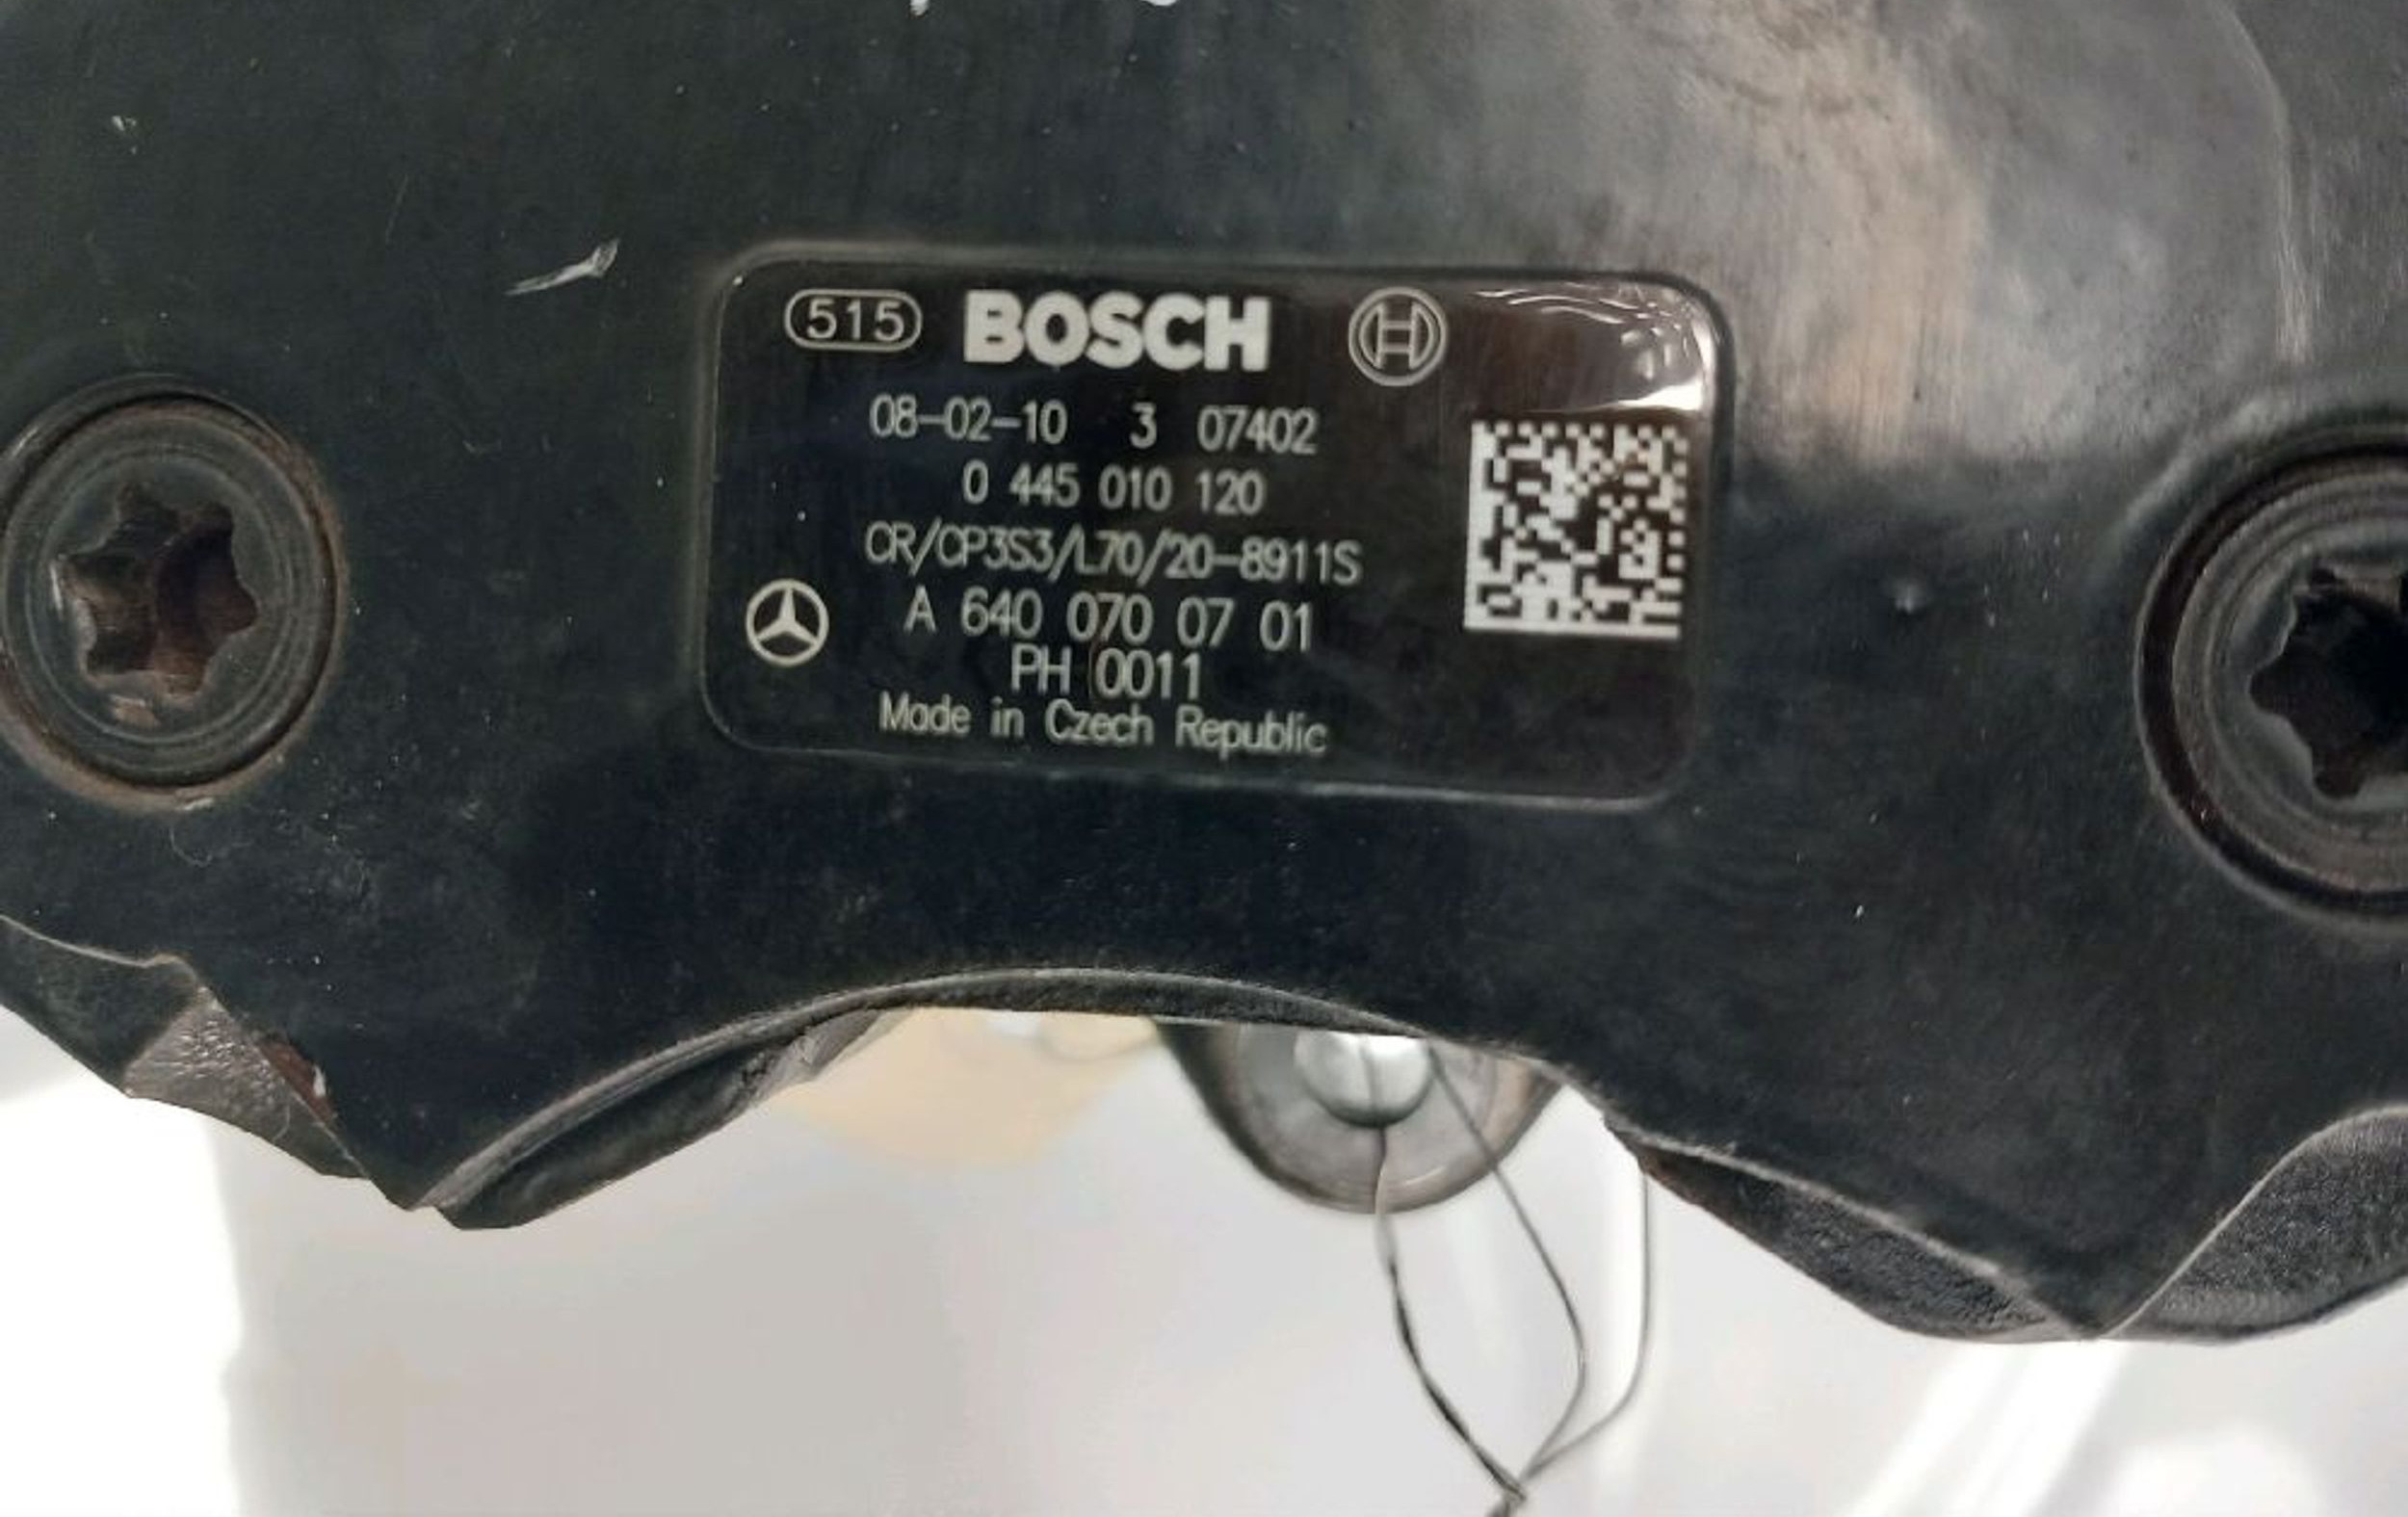 515 BOSCH
08-02-10 3 07402
0 445 010 120
CR/CP3S3/L70/20-8911S
A 640 070 07 01
PH 0011
Made in Czech Republic